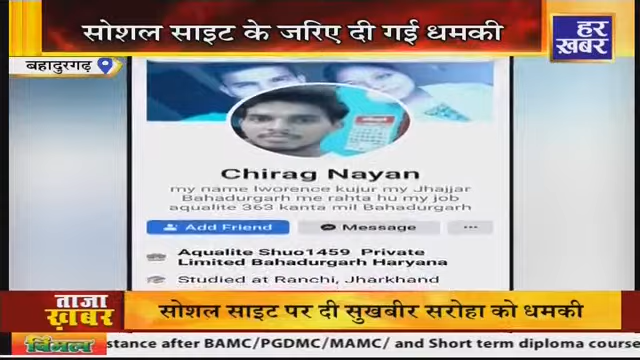 सोशल साइट के जरिए दी गई धमकी
हर
ख़बर
बहादुरगढ़
Chirag Nayan
my name lworence kujur my Jhajjar
Bahadurgarh me rahta hu my job
aqualite 363 kanta mil Bahadurgarh
Add Friend
Message
Aqualite Shuo1459 Private
Limited Bahadurgarh Haryana
Studied at Ranchi, Jharkhand
ताजा
ख़बर
सोशल साइट पर दी सुखबीर सरोहा को धमकी
बिंमल
stance after BAMC/PGDMC/MAMC/ and Short term diploma course